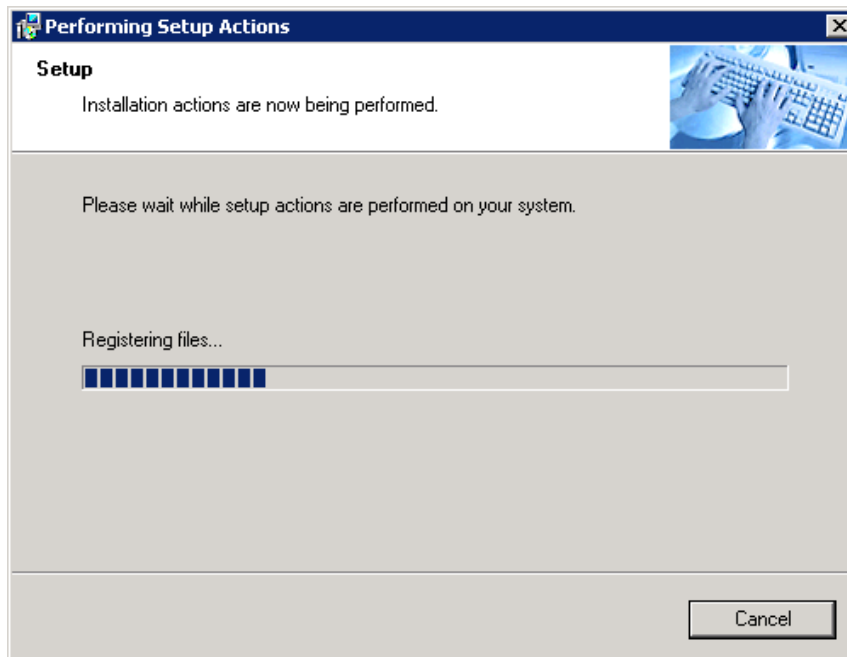 Performing Setup Actions
Setup
Installation actions are now being performed.
Please wait while setup actions are performed on your system.
Registering files...
Cancel